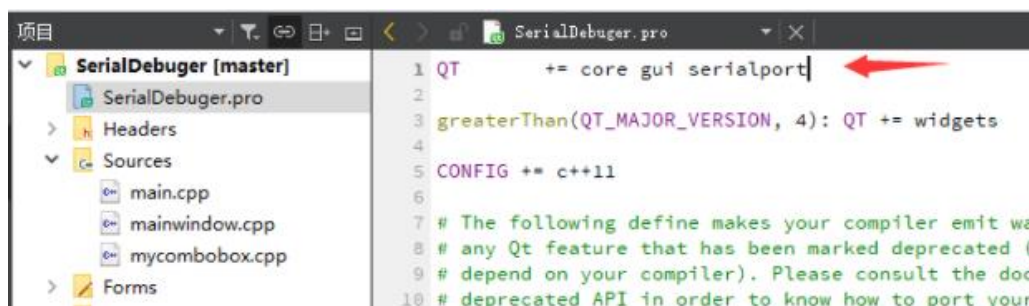 项目
SerialDebuger [master]
SerialDebuger.pro
Headers
Sources
main.cpp
mainwindow.cpp
mycombobox.cpp
Forms
SerialDebuger.pro
1 QT += core gui serialport
2
3 greaterThan(QT_MAJOR_VERSION, 4): QT += widgets
4
5 CONFIG += c++11
6
7 # The following define makes your compiler emit wa
8 # any Qt feature that has been marked deprecated (
9 # depend on your compiler). Please consult the doc
10 # deprecated API in order to know how to port your